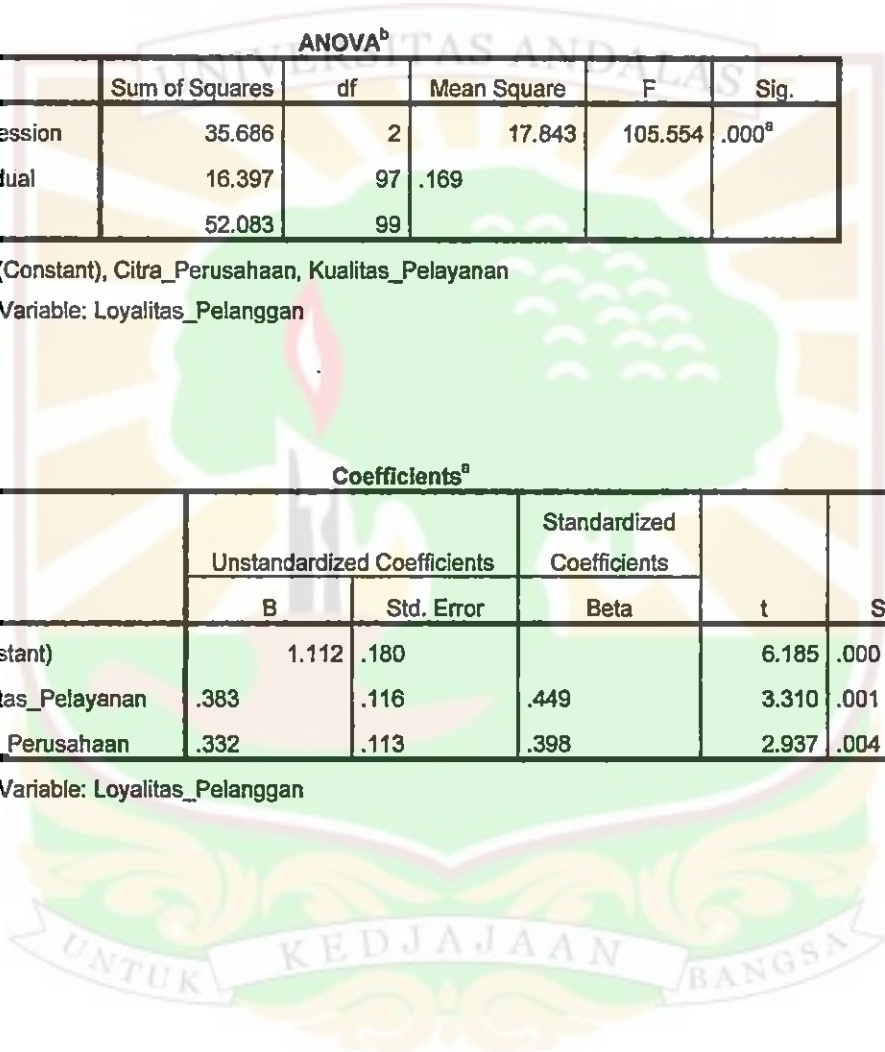 UNIVERSITAS ANDALAS
ANOVAb
Sum of Squares df Mean Square F Sig.
ession 35.686 2 17.843 105.554 .000a
dual 16.397 97 .169
52.083 99
(Constant), Citra_Perusahaan, Kualitas_Pelayanan
Variable: Loyalitas_Pelanggan
Coefficientsa
Unstandardized Coefficients Standardized Coefficients
B Std. Error Beta t S
stant) 1.112 .180 6.185 .000
tas_Pelayanan .383 .116 .449 3.310 .001
_Perusahaan .332 .113 .398 2.937 .004
Variable: Loyalitas_Pelanggan
UNTUK KEDJAJAAN BANGSA